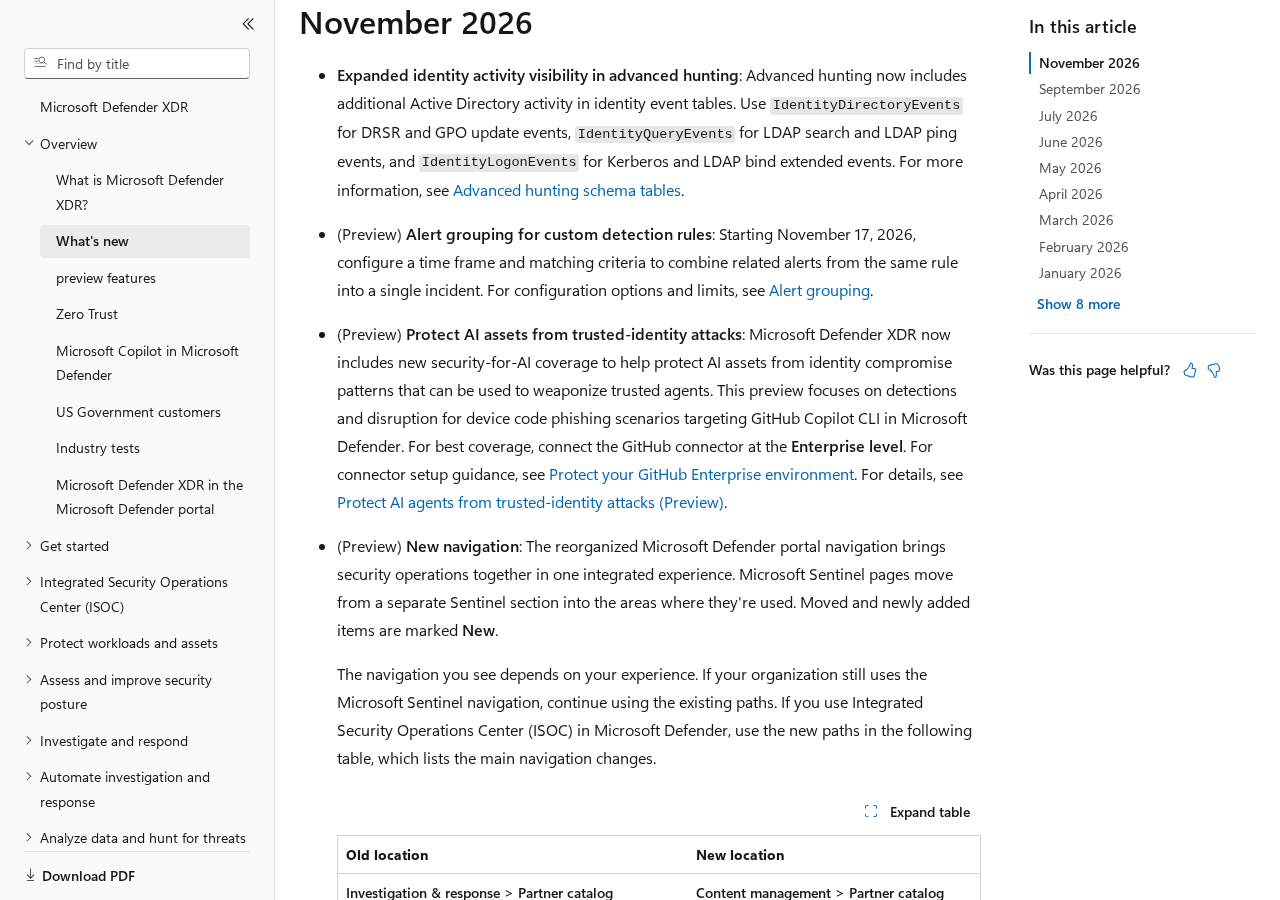 Find by title
Microsoft Defender XDR
Overview
What is Microsoft Defender
XDR?
What's new
preview features
Zero Trust
Microsoft Copilot in Microsoft
Defender
US Government customers
Industry tests
Microsoft Defender XDR in the
Microsoft Defender portal
Get started
Integrated Security Operations
Center (ISOC)
Protect workloads and assets
Assess and improve security
posture
Investigate and respond
Automate investigation and
response
Analyze data and hunt for threats
Download PDF
November 2026
Expanded identity activity visibility in advanced hunting: Advanced hunting now includes
additional Active Directory activity in identity event tables. Use IdentityDirectoryEvents
for DRSR and GPO update events, IdentityQueryEvents for LDAP search and LDAP ping
events, and IdentityLogonEvents for Kerberos and LDAP bind extended events. For more
information, see Advanced hunting schema tables.
(Preview) Alert grouping for custom detection rules: Starting November 17, 2026,
configure a time frame and matching criteria to combine related alerts from the same rule
into a single incident. For configuration options and limits, see Alert grouping.
(Preview) Protect AI assets from trusted-identity attacks: Microsoft Defender XDR now
includes new security-for-AI coverage to help protect AI assets from identity compromise
patterns that can be used to weaponize trusted agents. This preview focuses on detections
and disruption for device code phishing scenarios targeting GitHub Copilot CLI in Microsoft
Defender. For best coverage, connect the GitHub connector at the Enterprise level. For
connector setup guidance, see Protect your GitHub Enterprise environment. For details, see
Protect AI agents from trusted-identity attacks (Preview).
(Preview) New navigation: The reorganized Microsoft Defender portal navigation brings
security operations together in one integrated experience. Microsoft Sentinel pages move
from a separate Sentinel section into the areas where they're used. Moved and newly added
items are marked New.
The navigation you see depends on your experience. If your organization still uses the
Microsoft Sentinel navigation, continue using the existing paths. If you use Integrated
Security Operations Center (ISOC) in Microsoft Defender, use the new paths in the following
table, which lists the main navigation changes.
Expand table
Old location New location
Investigation & response > Partner catalog Content management > Partner catalog
In this article
November 2026
September 2026
July 2026
June 2026
May 2026
April 2026
March 2026
February 2026
January 2026
Show 8 more
Was this page helpful?